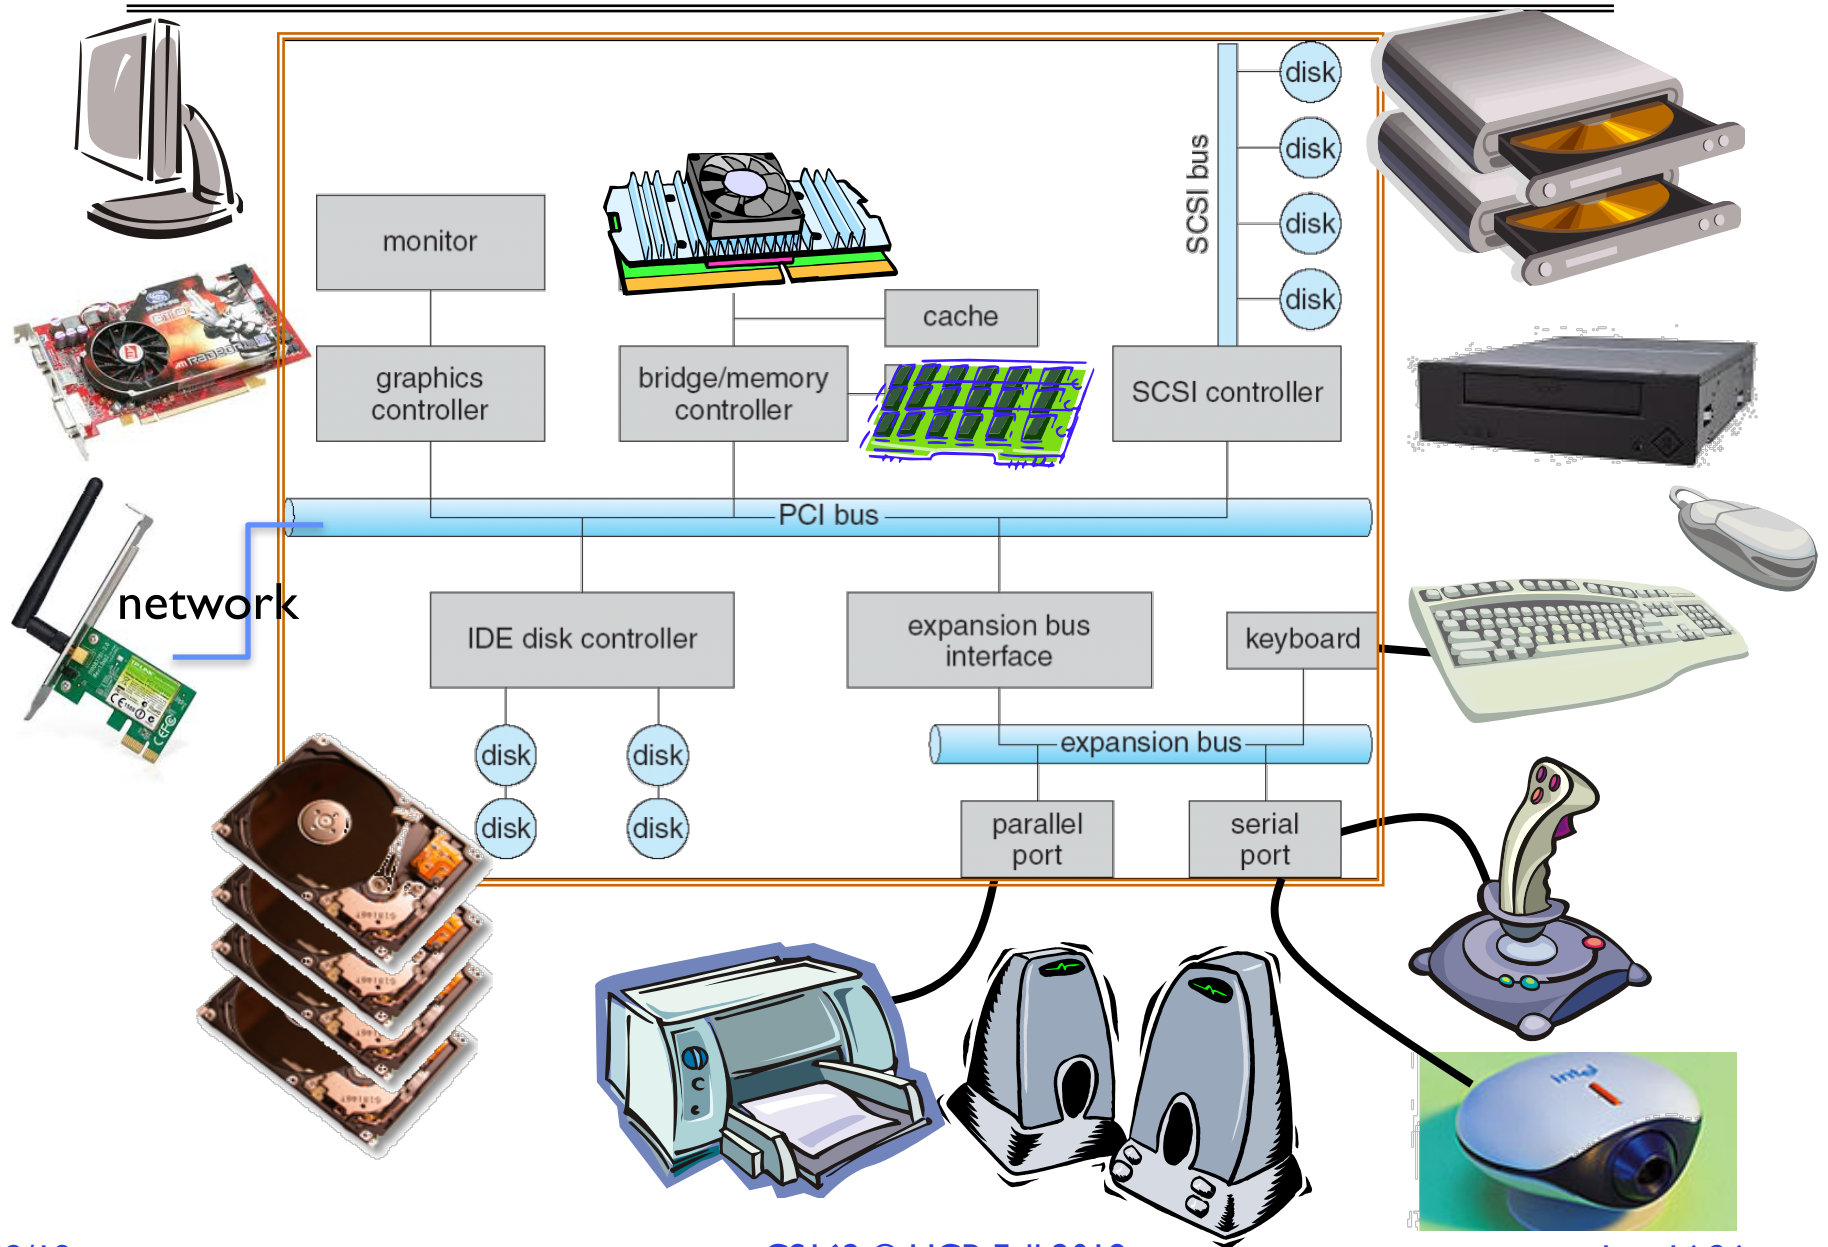 disk
SCSI bus
disk
disk
disk
monitor
cache
graphics
controller
bridge/memory
controller
SCSI controller
PCI bus
network
IDE disk controller
expansion bus
interface
keyboard
disk
disk
expansion bus
disk
disk
parallel
port
serial
port
intel